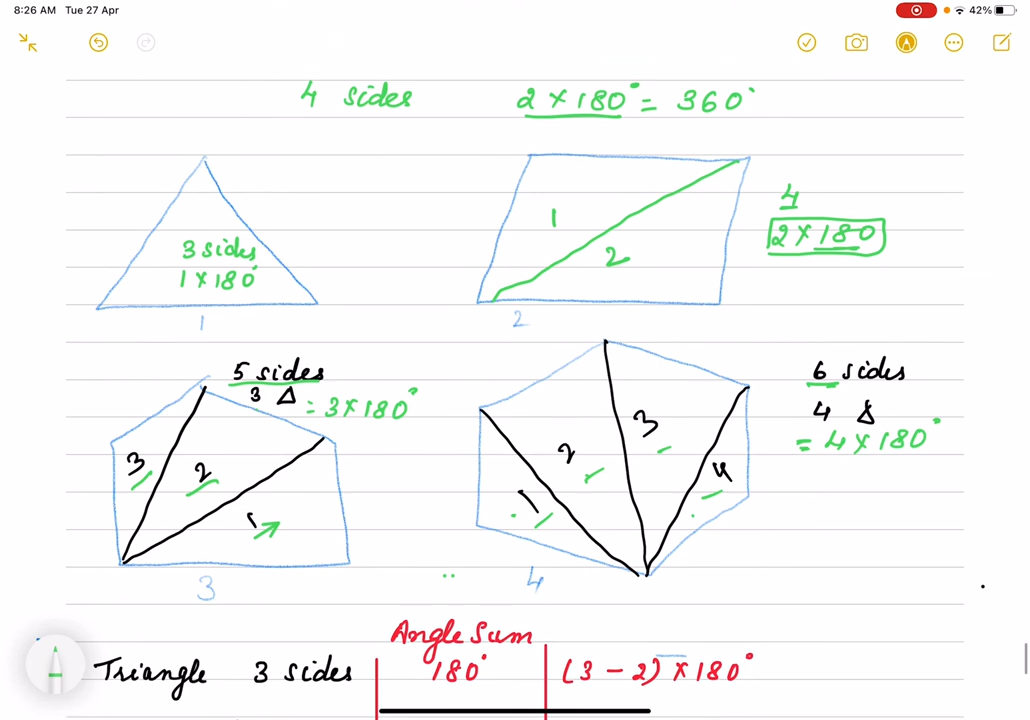 8:26 AM Tue 27 Apr
42%
4 sides 2 × 180° = 360°
3 sides
1 × 180°
1
1
2
2
4
2 × 180
5 sides
3 Δ = 3 × 180°
3
2
1
3
6 sides
4 Δ
= 4 × 180°
1
2
3
4
4
Angle Sum
Triangle 3 sides 180° (3 - 2) × 180°